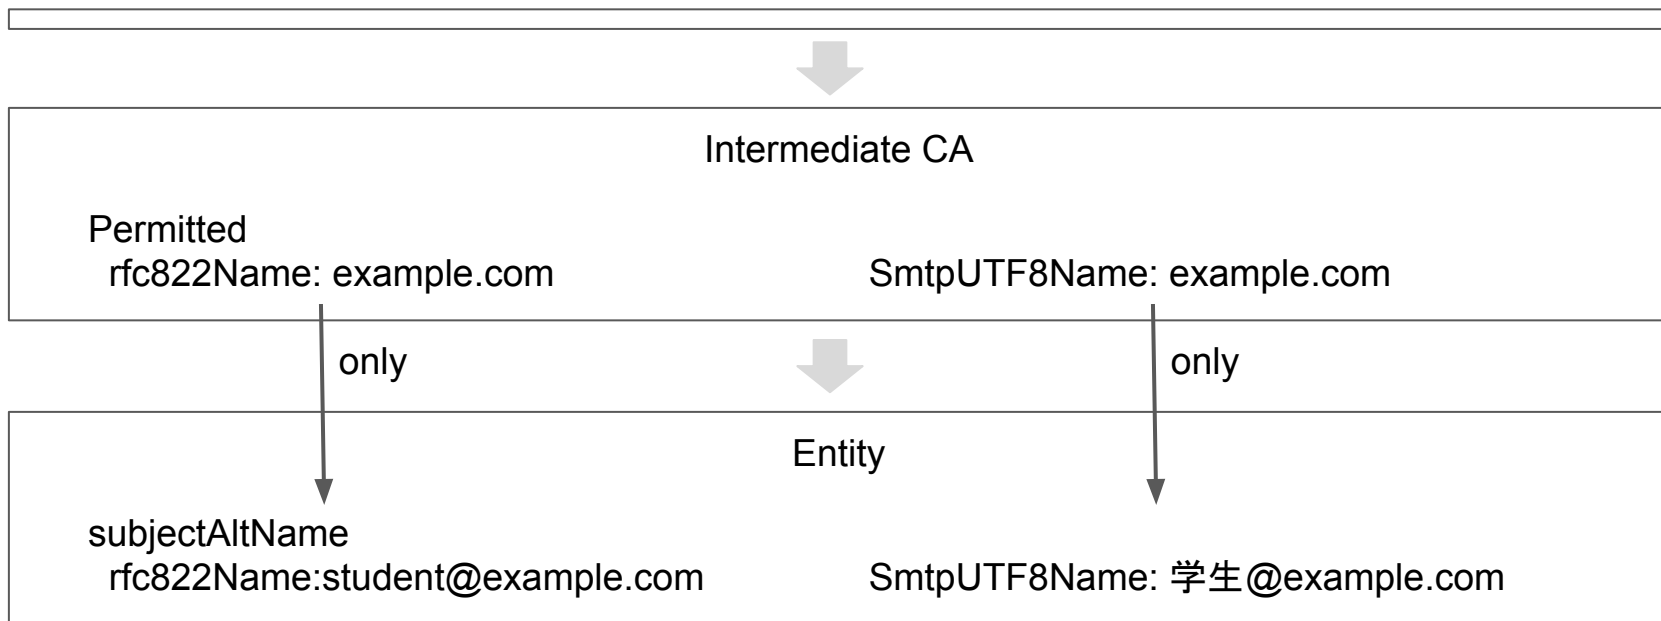 Intermediate CA
Permitted
rfc822Name: example.com
SmtpUTF8Name: example.com
only
only
Entity
subjectAltName
rfc822Name:student@example.com
SmtpUTF8Name: 学生@example.com